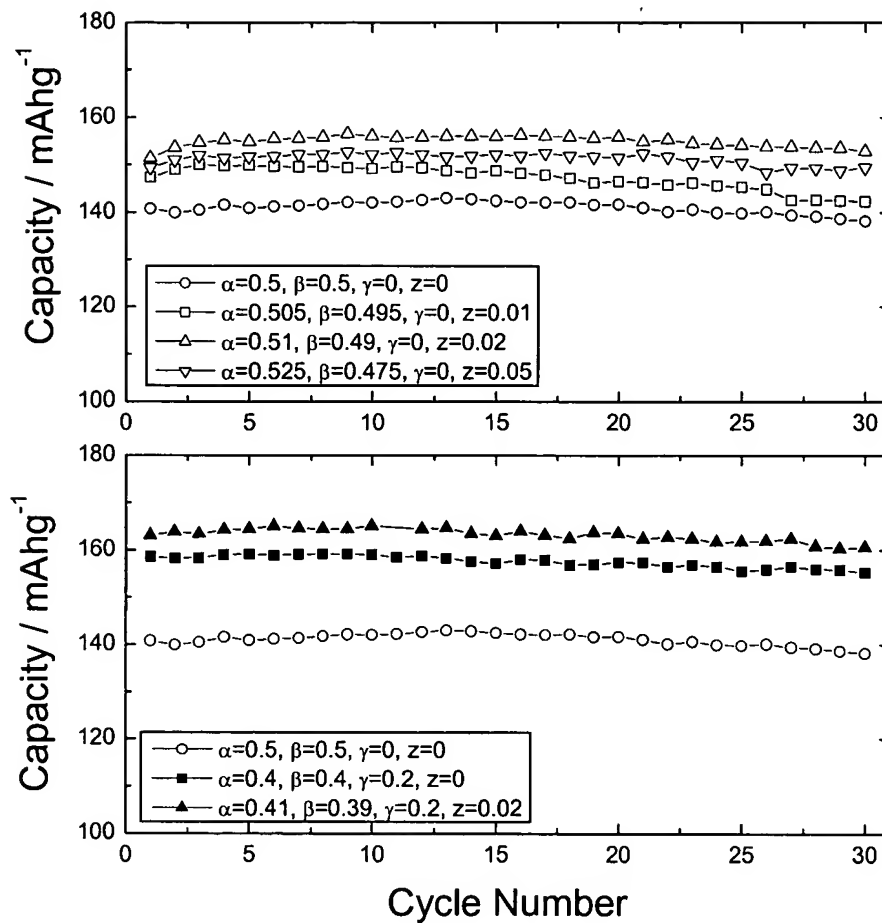 180
160
140
120
100
Capacity / mAhg⁻¹
α=0.5, β=0.5, γ=0, z=0
α=0.505, β=0.495, γ=0, z=0.01
α=0.51, β=0.49, γ=0, z=0.02
α=0.525, β=0.475, γ=0, z=0.05
0 5 10 15 20 25 30
180
160
140
120
100
Capacity / mAhg⁻¹
α=0.5, β=0.5, γ=0, z=0
α=0.4, β=0.4, γ=0.2, z=0
α=0.41, β=0.39, γ=0.2, z=0.02
0 5 10 15 20 25 30
Cycle Number